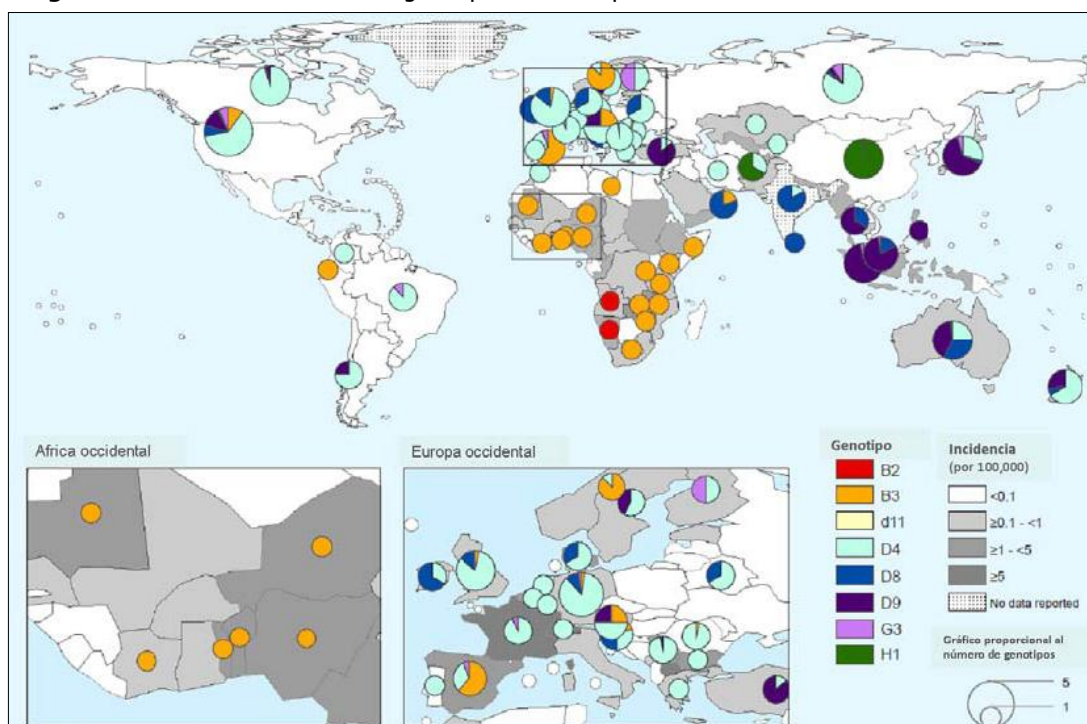 Africa occidental
Europa occidental
Genotipo
B2
B3
d11
D4
D8
D9
G3
H1
Incidencia
(por 100,000)
<0.1
≥0.1 - <1
≥1 - <5
≥5
No data reported
Gráfico proporcional al
número de genotipos
5
1